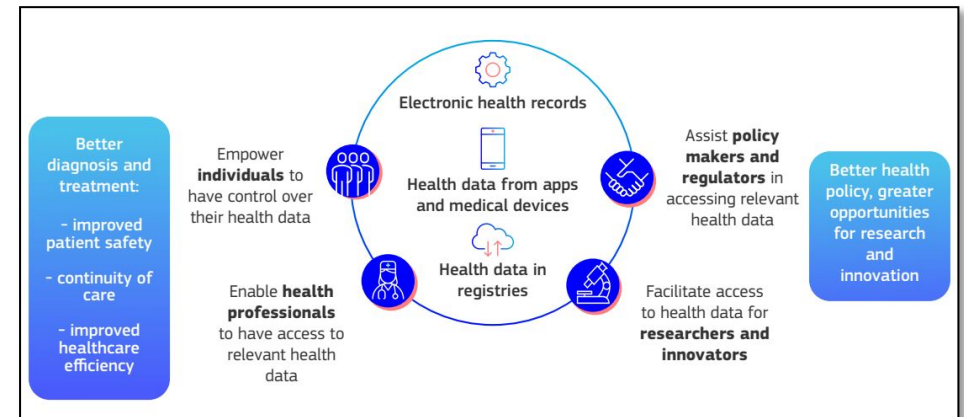 Better
diagnosis and
treatment:
- improved
patient safety
- continuity of
care
- improved
healthcare
efficiency
Empower
individuals to
have control over
their health data
Enable health
professionals
to have access to
relevant health
data
Electronic health records
Health data from apps
and medical devices
Health data in
registries
Assist policy
makers and
regulators in
accessing relevant
health data
Facilitate access
to health data for
researchers and
innovators
Better health
policy, greater
opportunities
for research
and
innovation